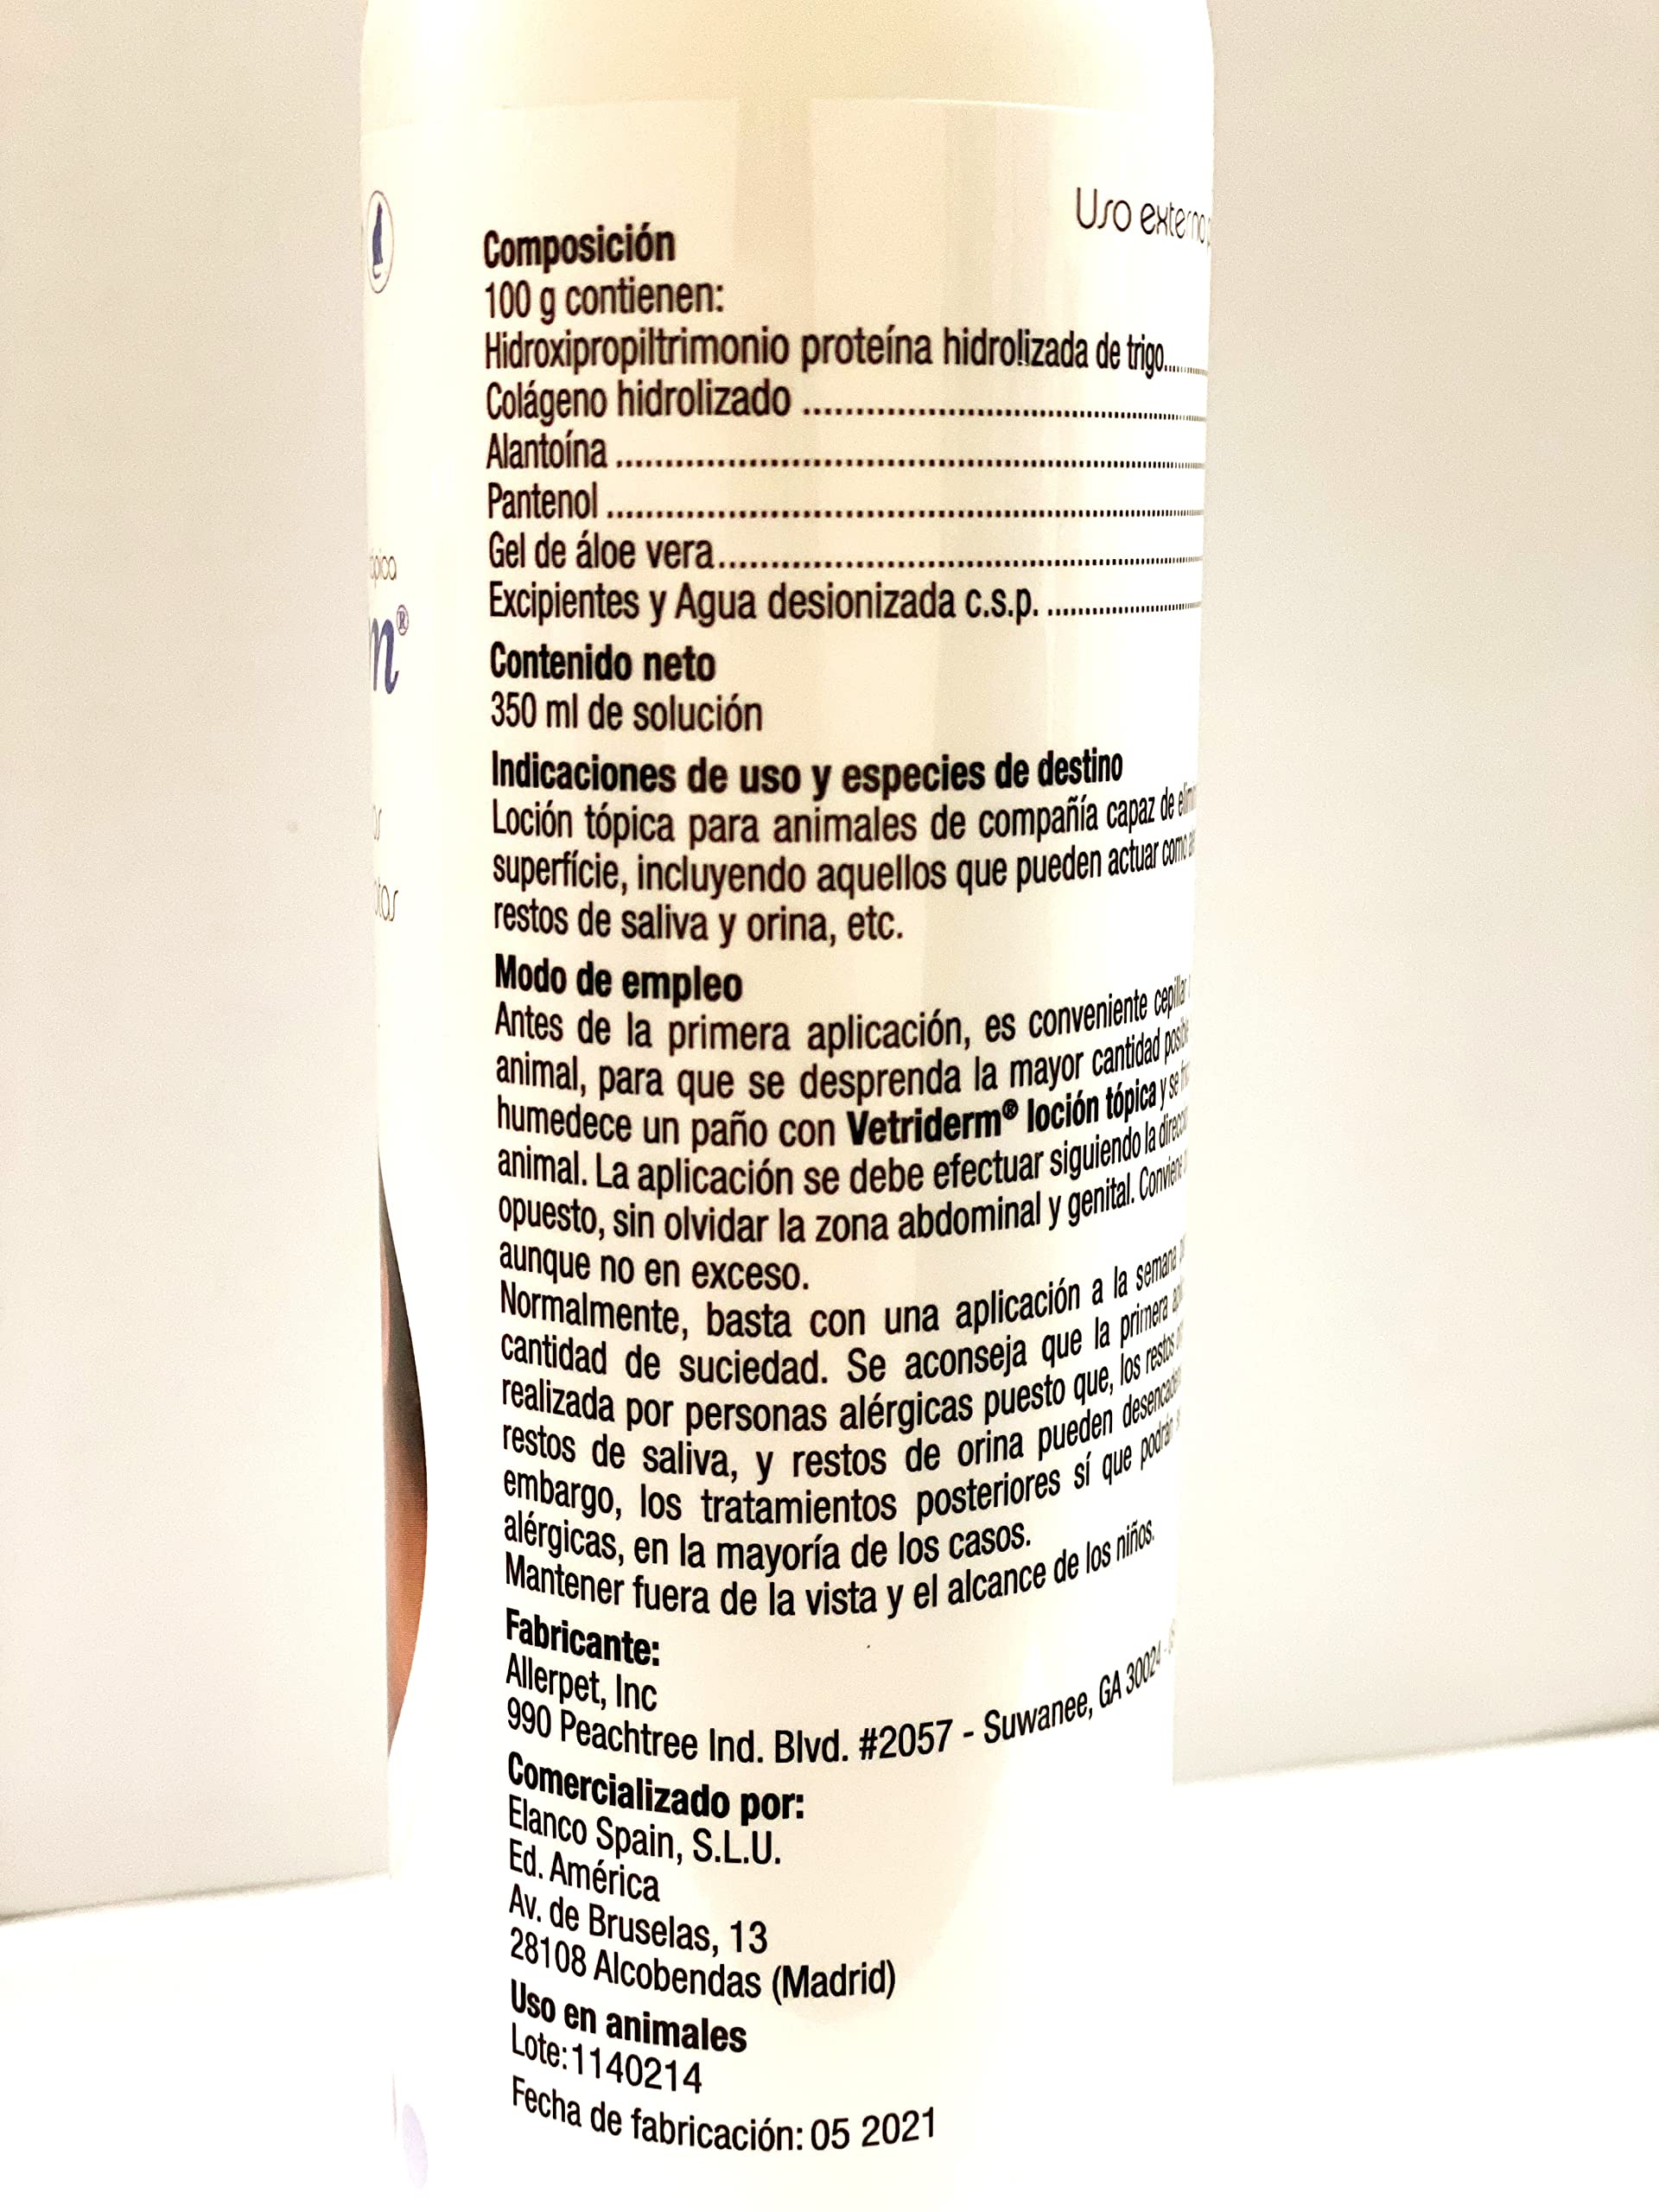 Uso externo
Composición
100 g contienen:
Hidroxipropiltrimonio proteína hidrolizada de trigo
Colágeno hidrolizado
Alantoína
Pantenol
Gel de áloe vera
Excipientes y Agua desionizada c.s.p.
Contenido neto
350 ml de solución
Indicaciones de uso y especies de destino
Loción tópica para animales de compañía capaz de
superfície, incluyendo aquellos que pueden actuar como
restos de saliva y orina, etc.
Modo de empleo
Antes de la primera aplicación, es conveniente cepillar
animal, para que se desprenda la mayor cantidad
humedece un paño con Vetriderm® loción tópica y se
animal. La aplicación se debe efectuar siguiendo la
opuesto, sin olvidar la zona abdominal y genital. Conviene
aunque no en exceso.
Normalmente, basta con una aplicación a la semana
cantidad de suciedad. Se aconseja que la primera
realizada por personas alérgicas puesto que, los restos
restos de saliva, y restos de orina pueden
embargo, los tratamientos posteriores sí que podrán
alérgicas, en la mayoría de los casos.
Mantener fuera de la vista y el alcance de los niños.
Fabricante:
Allerpet, Inc
990 Peachtree Ind. Blvd. #2057 - Suwanee, GA 30024 -
Comercializado por:
Elanco Spain, S.L.U.
Ed. América
Av. de Bruselas, 13
28108 Alcobendas (Madrid)
Uso en animales
Lote:1140214
Fecha de fabricación: 05 2021